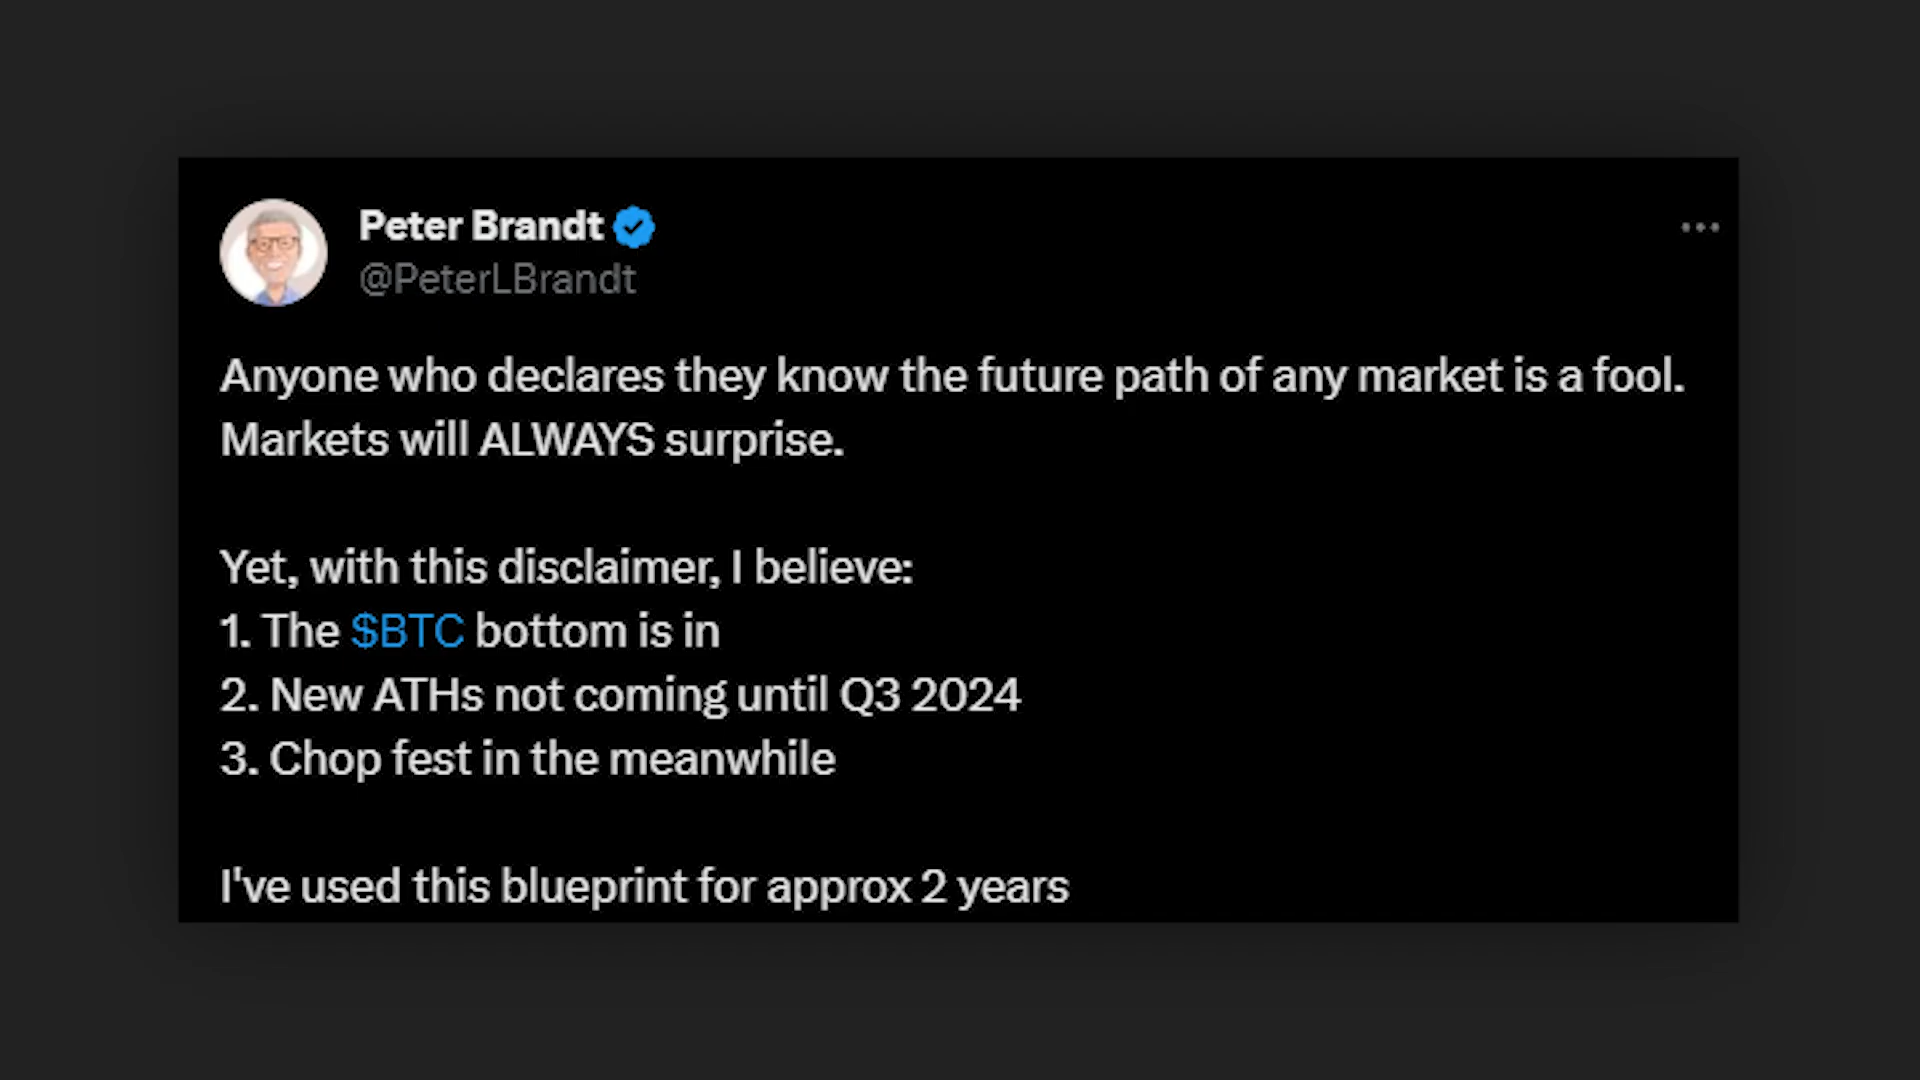 Peter Brandt
@PeterLBrandt
Anyone who declares they know the future path of any market is a fool.
Markets will ALWAYS surprise.
Yet, with this disclaimer, I believe:
1. The $BTC bottom is in
2. New ATHs not coming until Q3 2024
3. Chop fest in the meanwhile
I've used this blueprint for approx 2 years